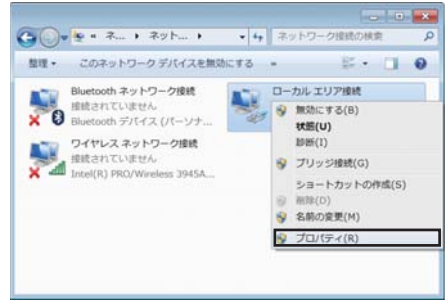 « ネ... ▸ ネット... ▸
ネットワーク接続の検索
整理 ▾ このネットワーク デバイスを無効にする »
Bluetooth ネットワーク接続
接続されていません
Bluetooth デバイス (パーソナ...
ワイヤレス ネットワーク接続
接続されていません
Intel(R) PRO/Wireless 3945A...
ローカル エリア接続
無効にする(B)
状態(U)
診断(I)
ブリッジ接続(G)
ショートカットの作成(S)
削除(D)
名前の変更(M)
プロパティ(R)